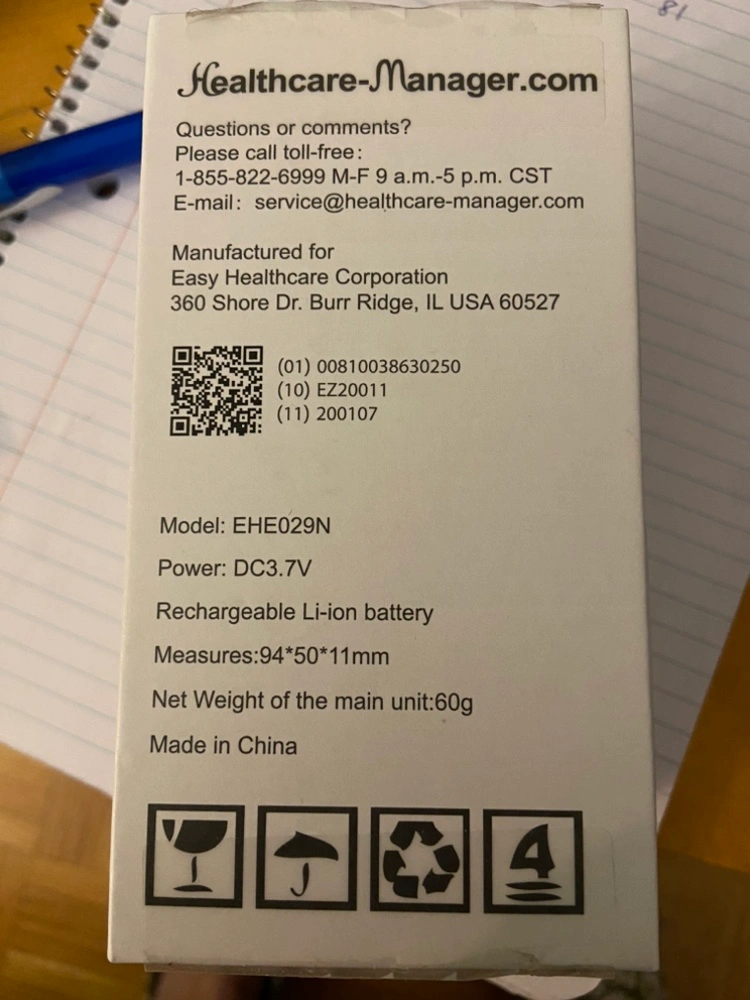 81
Healthcare-Manager.com
Questions or comments?
Please call toll-free:
1-855-822-6999 M-F 9 a.m.-5 p.m. CST
E-mail: service@healthcare-manager.com
Manufactured for
Easy Healthcare Corporation
360 Shore Dr. Burr Ridge, IL USA 60527
(01) 00810038630250
(10) EZ20011
(11) 200107
Model: EHE029N
Power: DC3.7V
Rechargeable Li-ion battery
Measures:94*50*11mm
Net Weight of the main unit:60g
Made in China
4